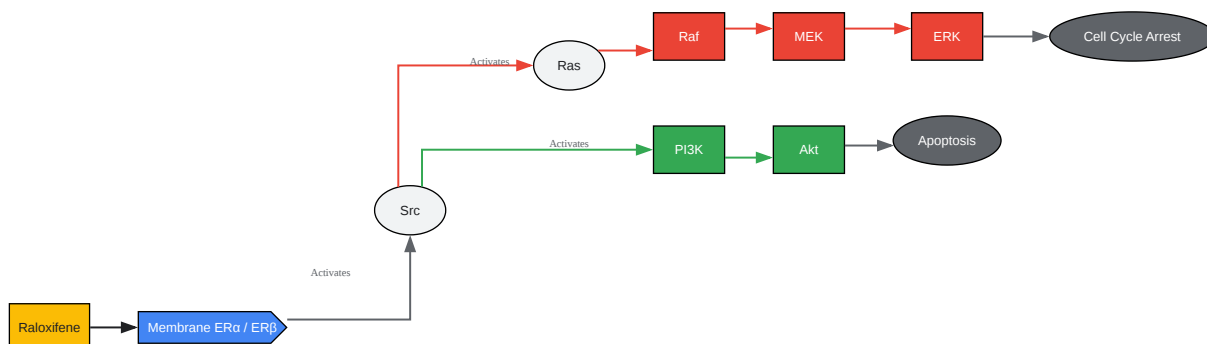 Raf
MEK
ERK
Cell Cycle Arrest
Activates
Ras
Activates
PI3K
Akt
Apoptosis
Src
Activates
Raloxifene
Membrane ERα / ERβ